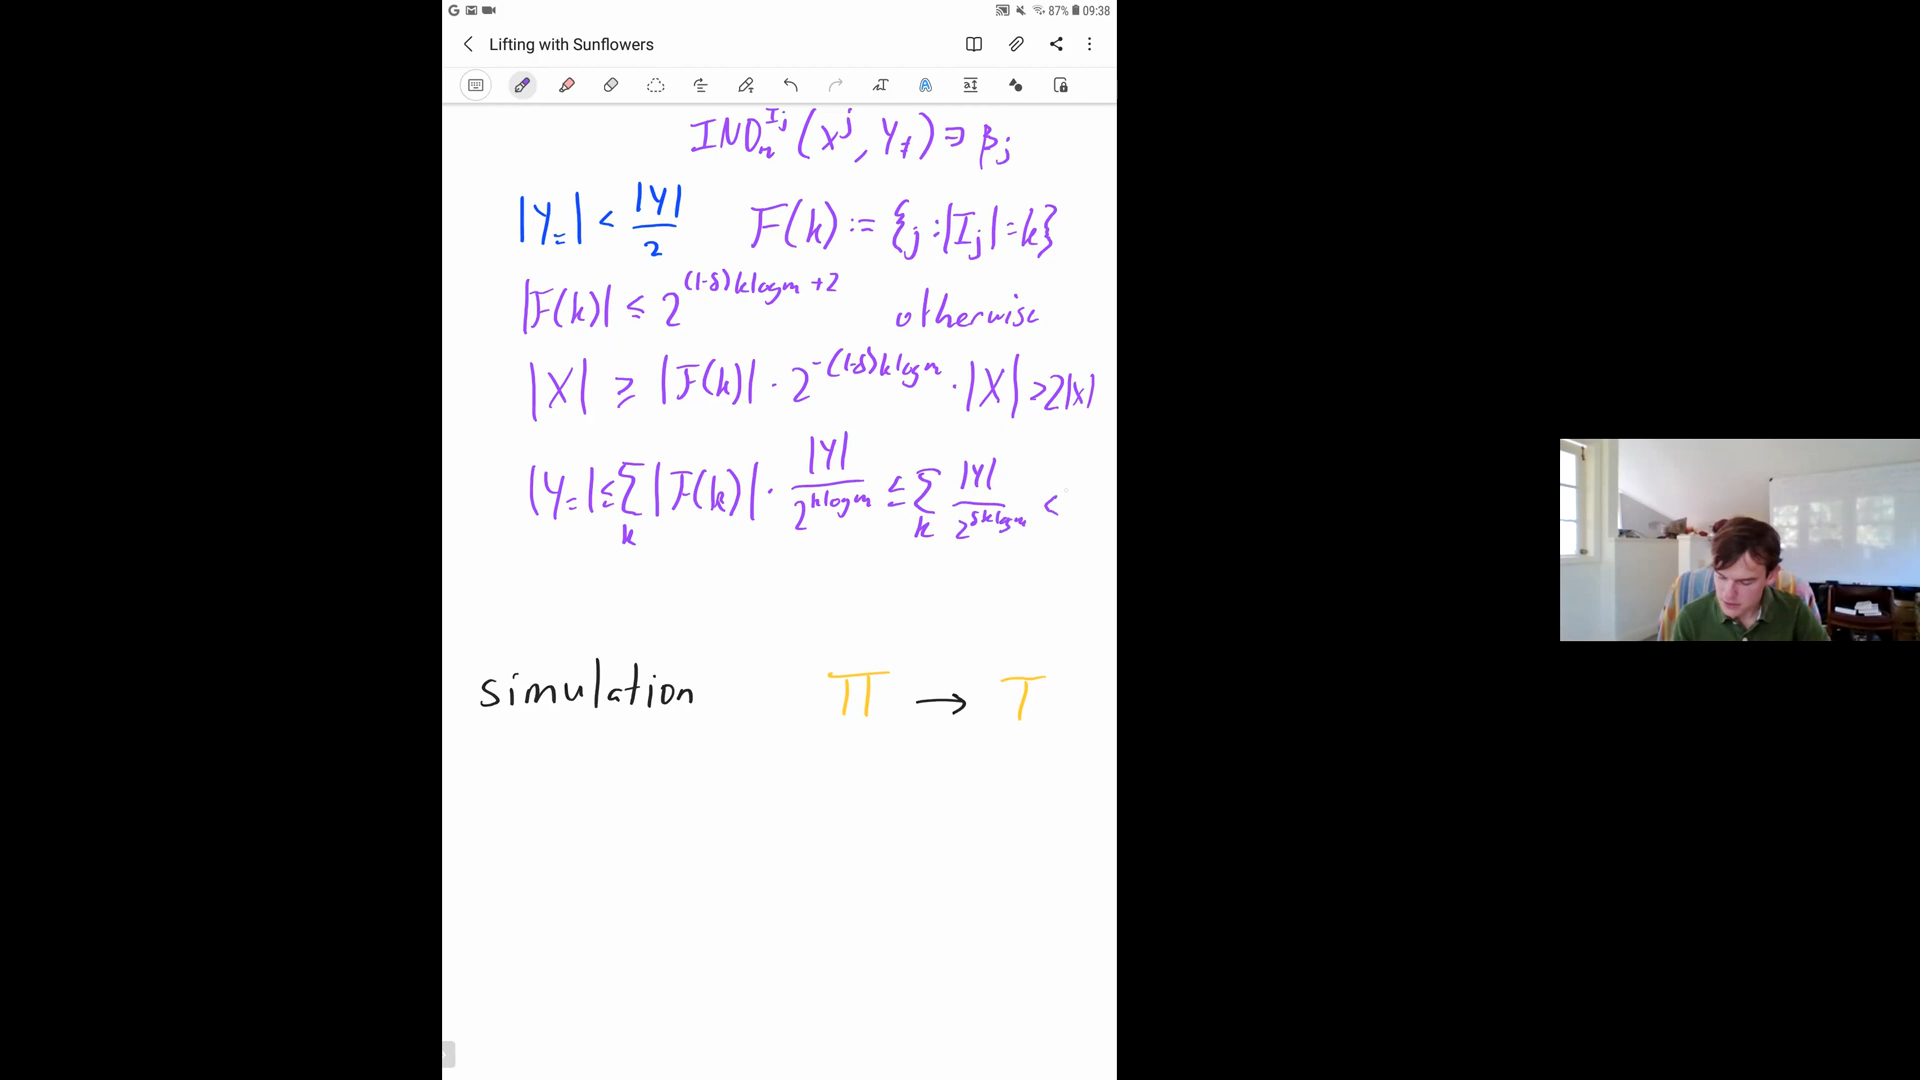 87% 09:38
Lifting with Sunflowers
IND_m^{I_j} (X^j, Y_≠) ∌ β_j
|Y_=| < |Y|/2    F(k) := {j : |I_j| = k}
|F(k)| ≤ 2^{(1-δ)k log m + 2}    otherwise
|X| ≥ |F(k)| · 2^{-(1-δ)k log m} · |X| > 2|X|
|Y_=| ≤ Σ_k |F(k)| · |Y|/2^{k log m} ≤ Σ_k |Y|/2^{δk log m} <
simulation    Π → T